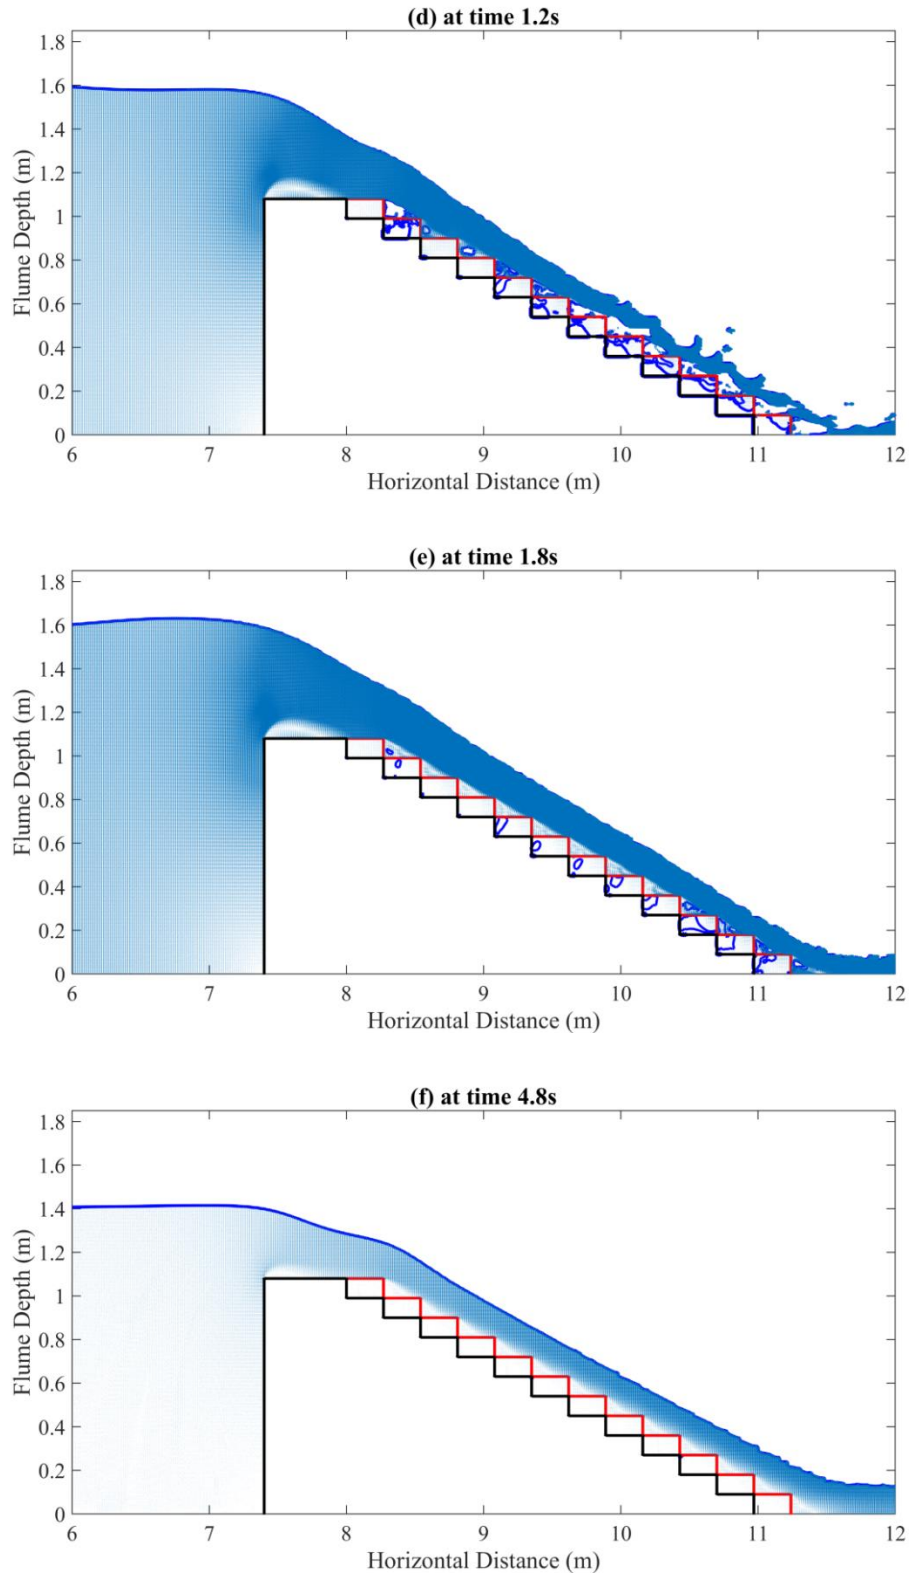 (d) at time 1.2s
1.8
1.6
1.4
1.2
1
0.8
0.6
0.4
0.2
0
Flume Depth (m)
6 7 8 9 10 11 12
Horizontal Distance (m)
(e) at time 1.8s
1.8
1.6
1.4
1.2
1
0.8
0.6
0.4
0.2
0
Flume Depth (m)
6 7 8 9 10 11 12
Horizontal Distance (m)
(f) at time 4.8s
1.8
1.6
1.4
1.2
1
0.8
0.6
0.4
0.2
0
Flume Depth (m)
6 7 8 9 10 11 12
Horizontal Distance (m)